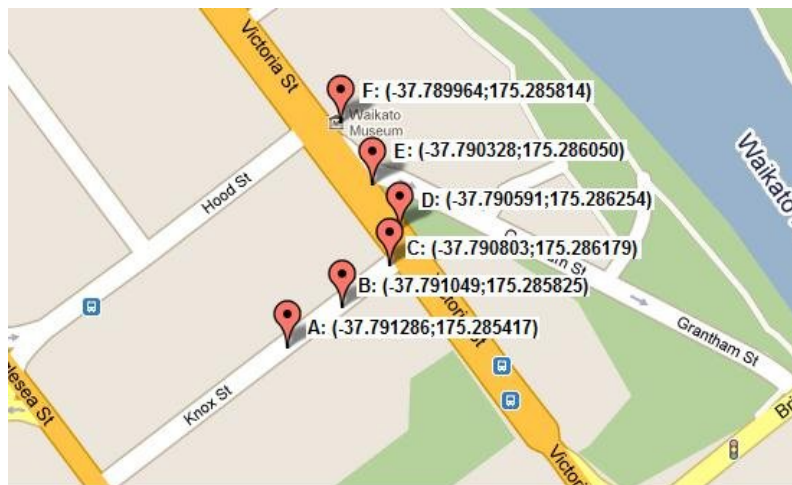 Victoria St
F: (-37.789964;175.285814)
Waikato
Museum
E: (-37.790328;175.286050)
Hood St
D: (-37.790591;175.286254)
C: (-37.790803;175.286179)
B: (-37.791049;175.285825)
A: (-37.791286;175.285417)
Grantham St
Knox St
Waikato